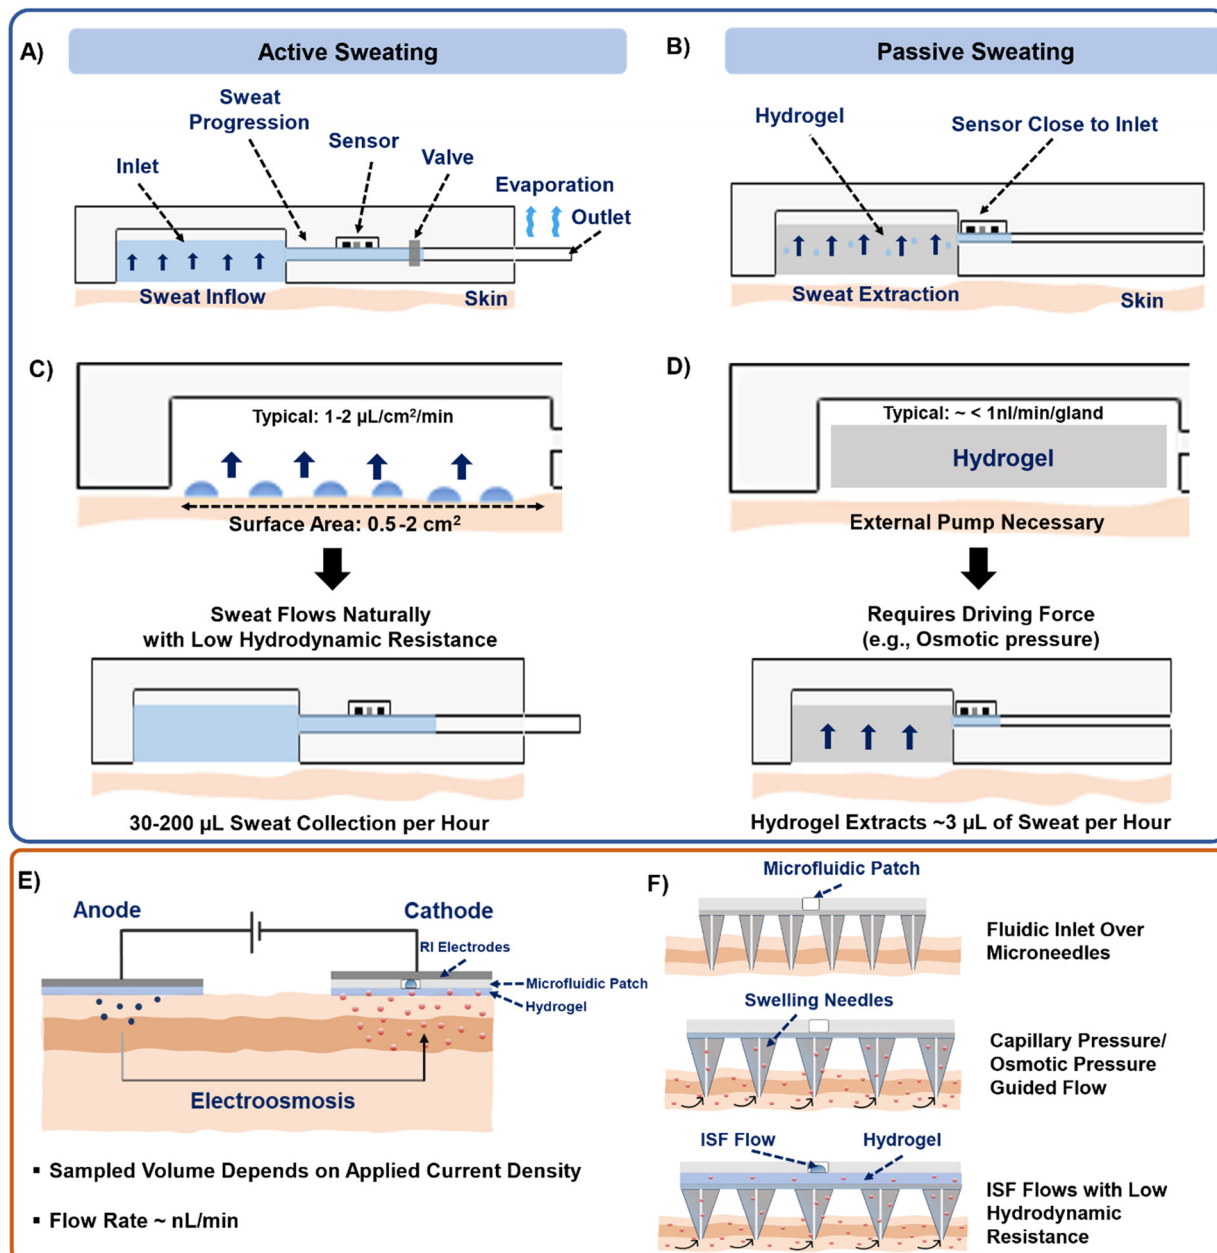 A)
Active Sweating
Sweat
Progression
Sensor
Valve
Inlet
Evaporation
Outlet
Sweat Inflow
Skin
B)
Passive Sweating
Hydrogel
Sensor Close to Inlet
Sweat Extraction
Skin
C)
Typical: 1-2 µL/cm²/min
Surface Area: 0.5-2 cm²
Sweat Flows Naturally
with Low Hydrodynamic Resistance
30-200 µL Sweat Collection per Hour
D)
Typical: ~ < 1nl/min/gland
Hydrogel
External Pump Necessary
Requires Driving Force
(e.g., Osmotic pressure)
Hydrogel Extracts ~3 µL of Sweat per Hour
E)
Anode
Cathode
RI Electrodes
Microfluidic Patch
Hydrogel
Electroosmosis
▪ Sampled Volume Depends on Applied Current Density
▪ Flow Rate ~ nL/min
F)
Microfluidic Patch
Fluidic Inlet Over
Microneedles
Swelling Needles
Capillary Pressure/
Osmotic Pressure
Guided Flow
ISF Flow
Hydrogel
ISF Flows with Low
Hydrodynamic
Resistance